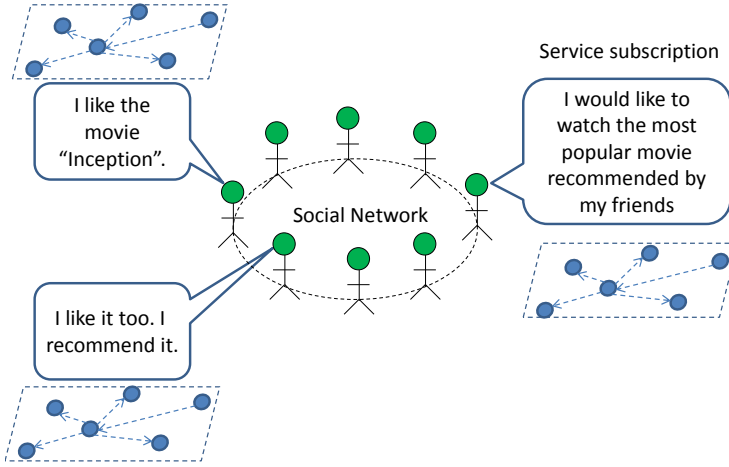 Service subscription
I like the
movie
“Inception”.
I would like to
watch the most
popular movie
recommended by
my friends
Social Network
I like it too. I
recommend it.